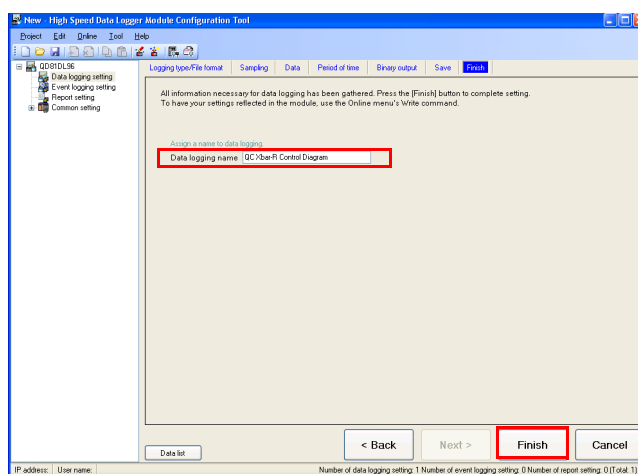 New - High Speed Data Logger Module Configuration Tool
Project Edit Online Tool Help
QD81DL96
Data logging setting
Event logging setting
Report setting
Common setting
Logging type/File format Sampling Data Period of time Binary output Save Finish
All information necessary for data logging has been gathered. Press the [Finish] button to complete setting.
To have your settings reflected in the module, use the Online menu's Write command.
Assign a name to data logging
Data logging name QC Xbar-R Control Diagram
Data list < Back Next > Finish Cancel
IP address: User name: Number of data logging setting: 1 Number of event logging setting: 0 Number of report setting: 0 (Total: 1)